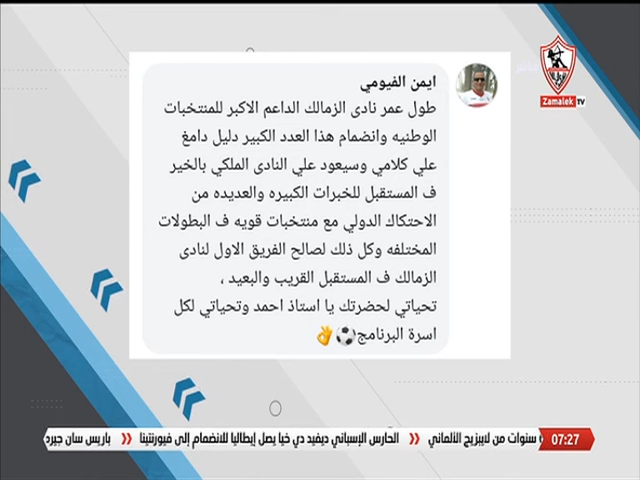 Zamalek TV
ايمن الفيومي
طول عمر نادى الزمالك الداعم الاكبر للمنتخبات
الوطنيه وانضمام هذا العدد الكبير دليل دامغ
علي كلامي وسيعود علي النادى الملكي بالخير
ف المستقبل للخبرات الكبيره والعديده من
الاحتكاك الدولي مع منتخبات قويه ف البطولات
المختلفه وكل ذلك لصالح الفريق الاول لنادى
الزمالك ف المستقبل القريب والبعيد ،
تحياتي لحضرتك يا استاذ احمد وتحياتي لكل
اسرة البرنامج⚽👌
07:27 سنوات من لايبزيج الألماني » الحارس الإسباني ديفيد دي خيا يصل إيطاليا للانضمام إلى فيورنتينا » باريس سان